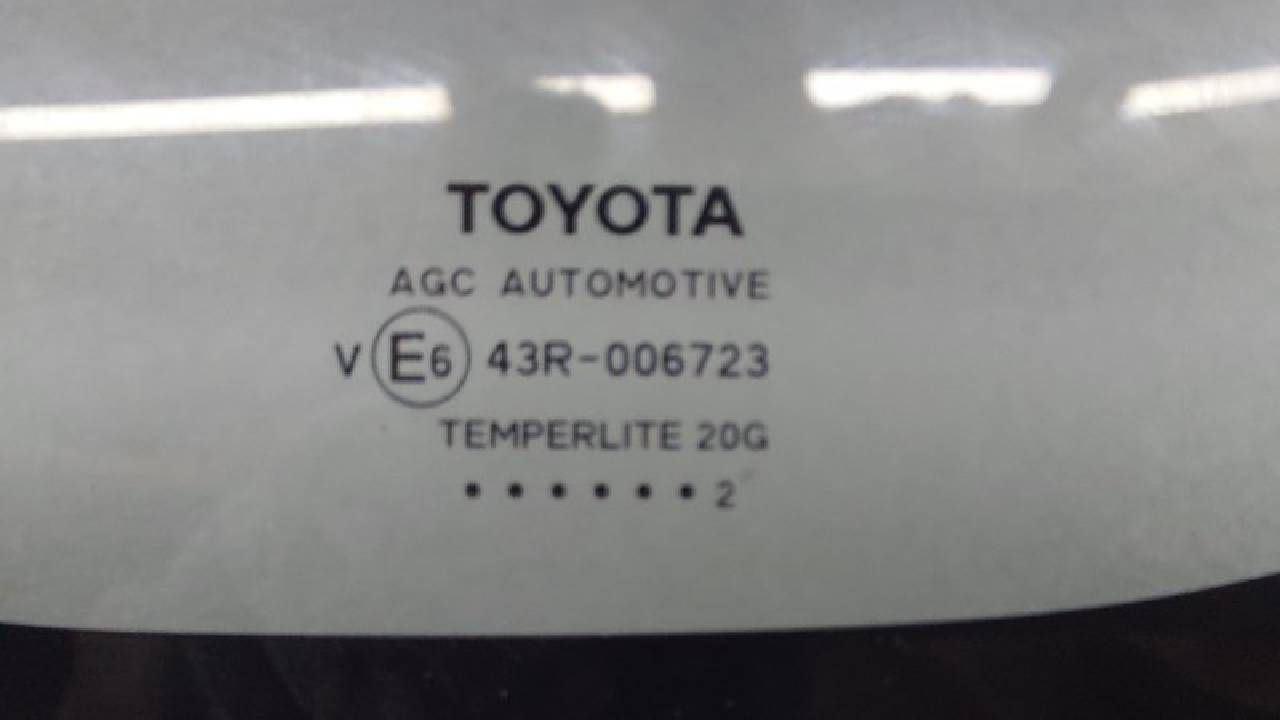 TOYOTA
AGC AUTOMOTIVE
V E6 43R-006723
TEMPERLITE 20G
• • • • • • 2